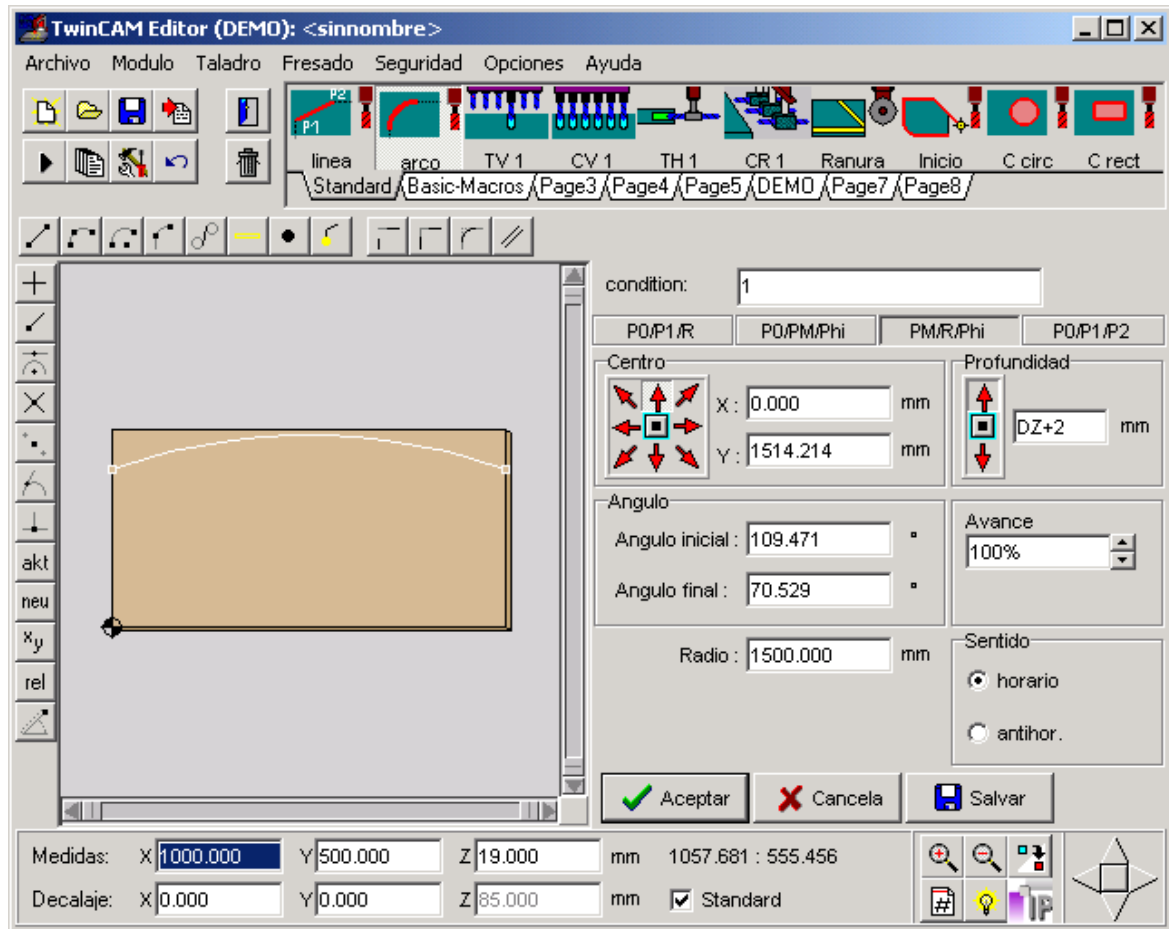 TwinCAM Editor (DEMO): <sinnombre>
Archivo Modulo Taladro Fresado Seguridad Opciones Ayuda
P2
P1
linea arco TV 1 CV 1 TH 1 CR 1 Ranura Inicio C circ C rect
Standard Basic-Macros Page3 Page4 Page5 DEMO Page7 Page8
condition: 1
P0/P1/R P0/PM/Phi PM/R/Phi P0/P1/P2
Centro
X : 0.000 mm
Y : 1514.214 mm
Profundidad
DZ+2 mm
Angulo
Angulo inicial : 109.471 °
Angulo final : 70.529 °
Avance
100%
Radio : 1500.000 mm
Sentido
horario
antihor.
akt
neu
xy
rel
Aceptar Cancela Salvar
Medidas: X 1000.000 Y 500.000 Z 19.000 mm 1057.681 : 555.456
Decalaje: X 0.000 Y 0.000 Z 85.000 mm Standard
#
IP